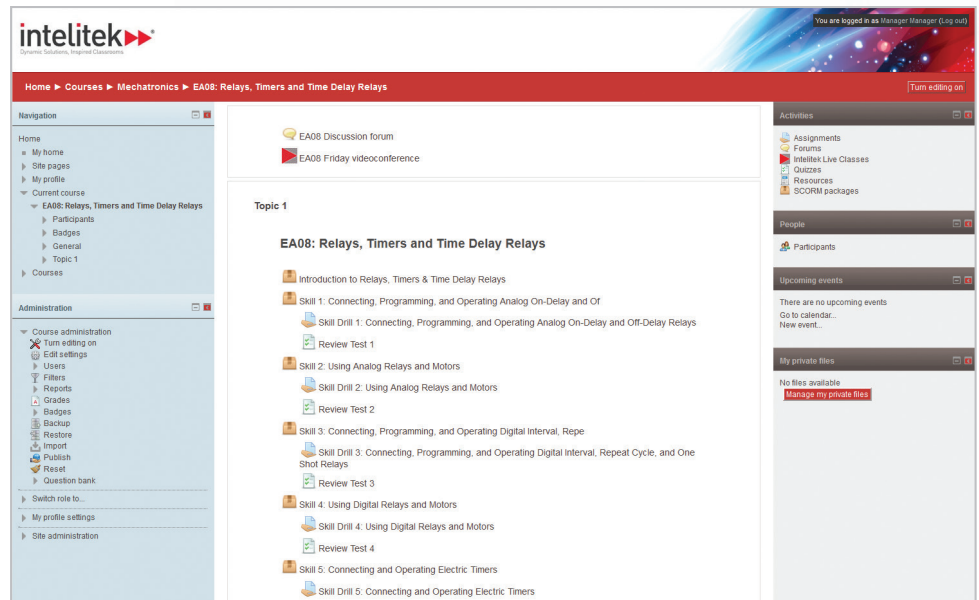 intelitek
Dynamic Solutions, Inspired Classrooms
You are logged in as Manager Manager (Log out)
Home ► Courses ► Mechatronics ► EA08: Relays, Timers and Time Delay Relays
Turn editing on
Navigation
Home
My home
Site pages
My profile
Current course
EA08: Relays, Timers and Time Delay Relays
Participants
Badges
General
Topic 1
Courses
Administration
Course administration
Turn editing on
Edit settings
Users
Filters
Reports
Grades
Badges
Backup
Restore
Import
Publish
Reset
Question bank
Switch role to...
My profile settings
Site administration
EA08 Discussion forum
EA08 Friday videoconference
Topic 1
EA08: Relays, Timers and Time Delay Relays
Introduction to Relays, Timers & Time Delay Relays
Skill 1: Connecting, Programming, and Operating Analog On-Delay and Of
Skill Drill 1: Connecting, Programming, and Operating Analog On-Delay and Off-Delay Relays
Review Test 1
Skill 2: Using Analog Relays and Motors
Skill Drill 2: Using Analog Relays and Motors
Review Test 2
Skill 3: Connecting, Programming, and Operating Digital Interval, Repe
Skill Drill 3: Connecting, Programming, and Operating Digital Interval, Repeat Cycle, and One
Shot Relays
Review Test 3
Skill 4: Using Digital Relays and Motors
Skill Drill 4: Using Digital Relays and Motors
Review Test 4
Skill 5: Connecting and Operating Electric Timers
Skill Drill 5: Connecting and Operating Electric Timers
Activities
Assignments
Forums
Intelitek Live Classes
Quizzes
Resources
SCORM packages
People
Participants
Upcoming events
There are no upcoming events
Go to calendar...
New event...
My private files
No files available
Manage my private files